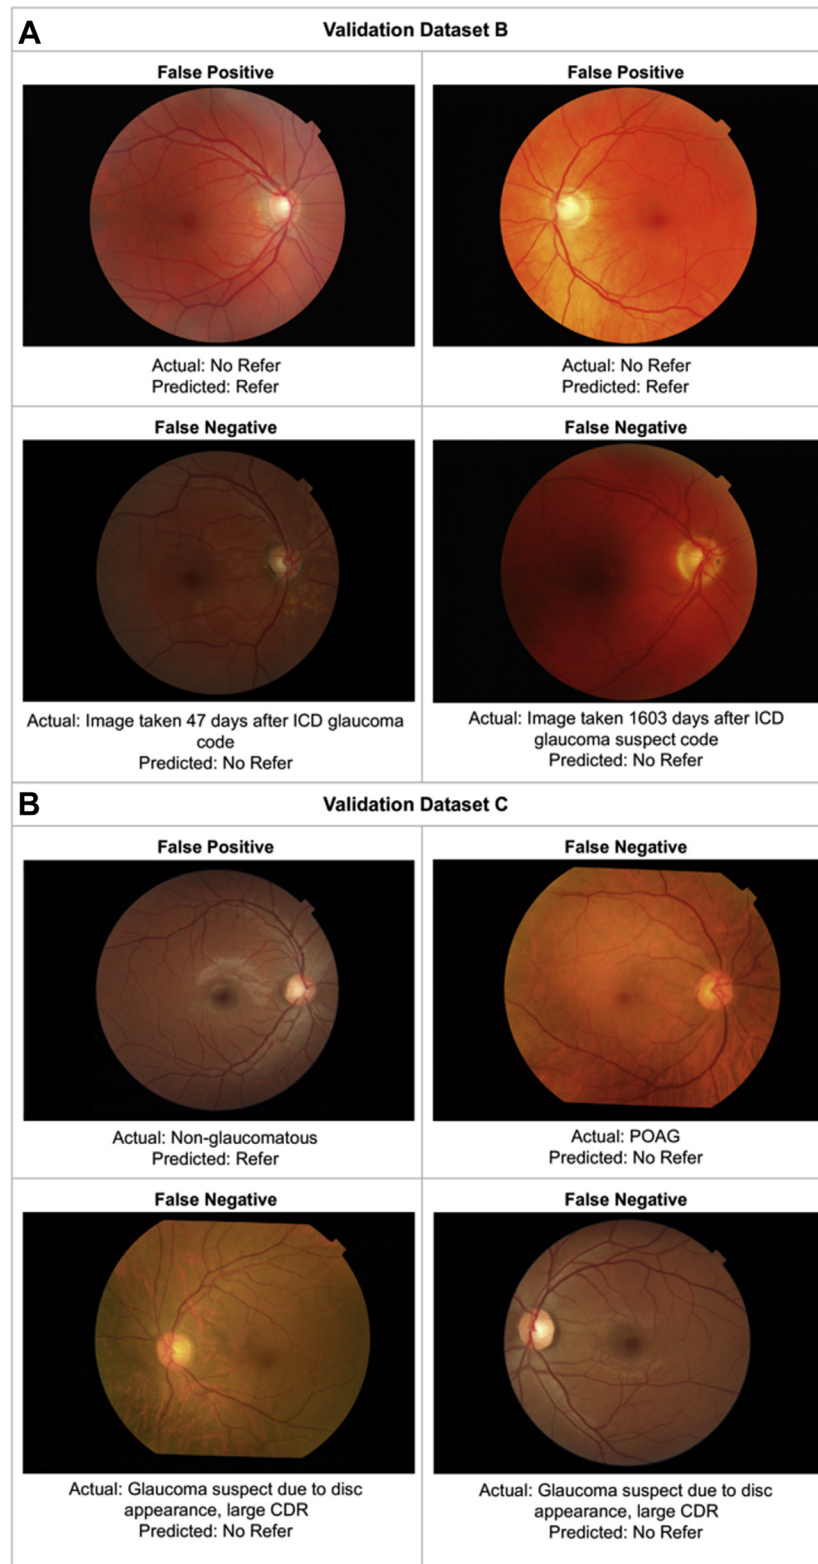 A
Validation Dataset B
False Positive
False Positive
Actual: No Refer
Predicted: Refer
Actual: No Refer
Predicted: Refer
False Negative
False Negative
Actual: Image taken 47 days after ICD glaucoma
code
Predicted: No Refer
Actual: Image taken 1603 days after ICD
glaucoma suspect code
Predicted: No Refer
B
Validation Dataset C
False Positive
False Negative
Actual: Non-glaucomatous
Predicted: Refer
Actual: POAG
Predicted: No Refer
False Negative
False Negative
Actual: Glaucoma suspect due to disc
appearance, large CDR
Predicted: No Refer
Actual: Glaucoma suspect due to disc
appearance, large CDR
Predicted: No Refer